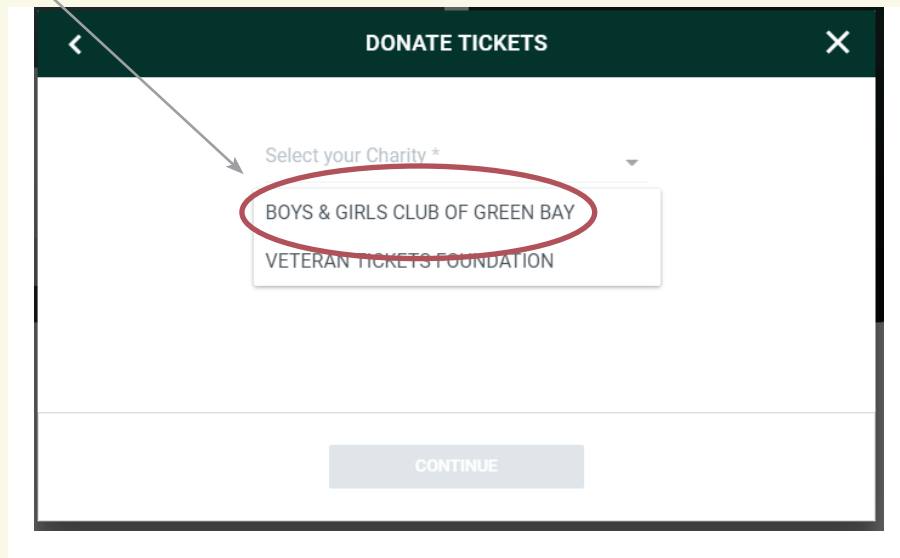 DONATE TICKETS
Select your Charity *
BOYS & GIRLS CLUB OF GREEN BAY
VETERAN TICKETS FOUNDATION
CONTINUE